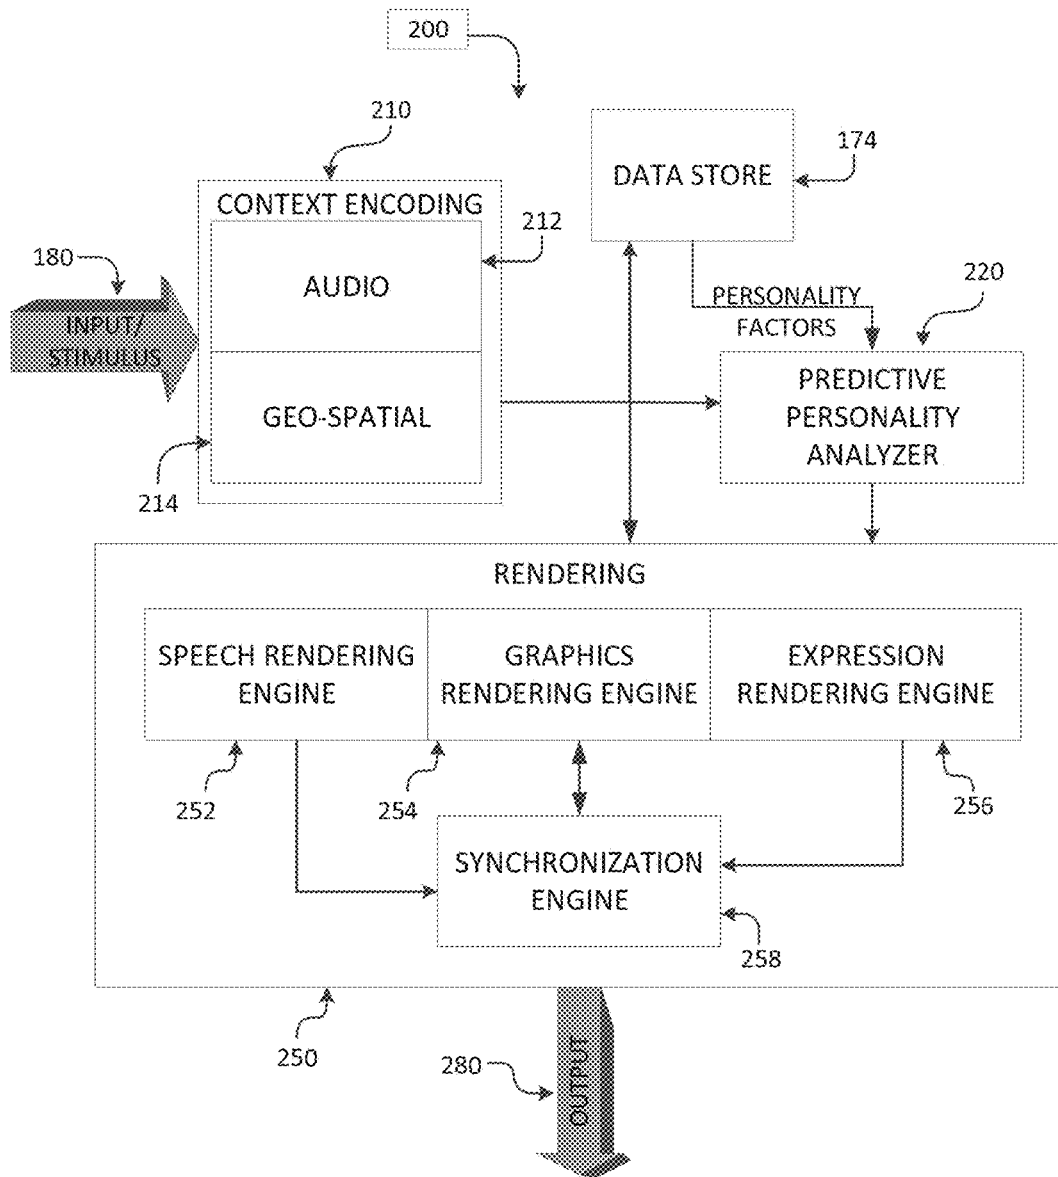 200
210
DATA STORE
174
CONTEXT ENCODING
212
180
AUDIO
220
INPUT/
STIMULUS
PERSONALITY
FACTORS
GEO-SPATIAL
PREDICTIVE
PERSONALITY
ANALYZER
214
RENDERING
SPEECH RENDERING
ENGINE
GRAPHICS
RENDERING ENGINE
EXPRESSION
RENDERING ENGINE
252
254
256
SYNCHRONIZATION
ENGINE
258
250
280
OUTPUT